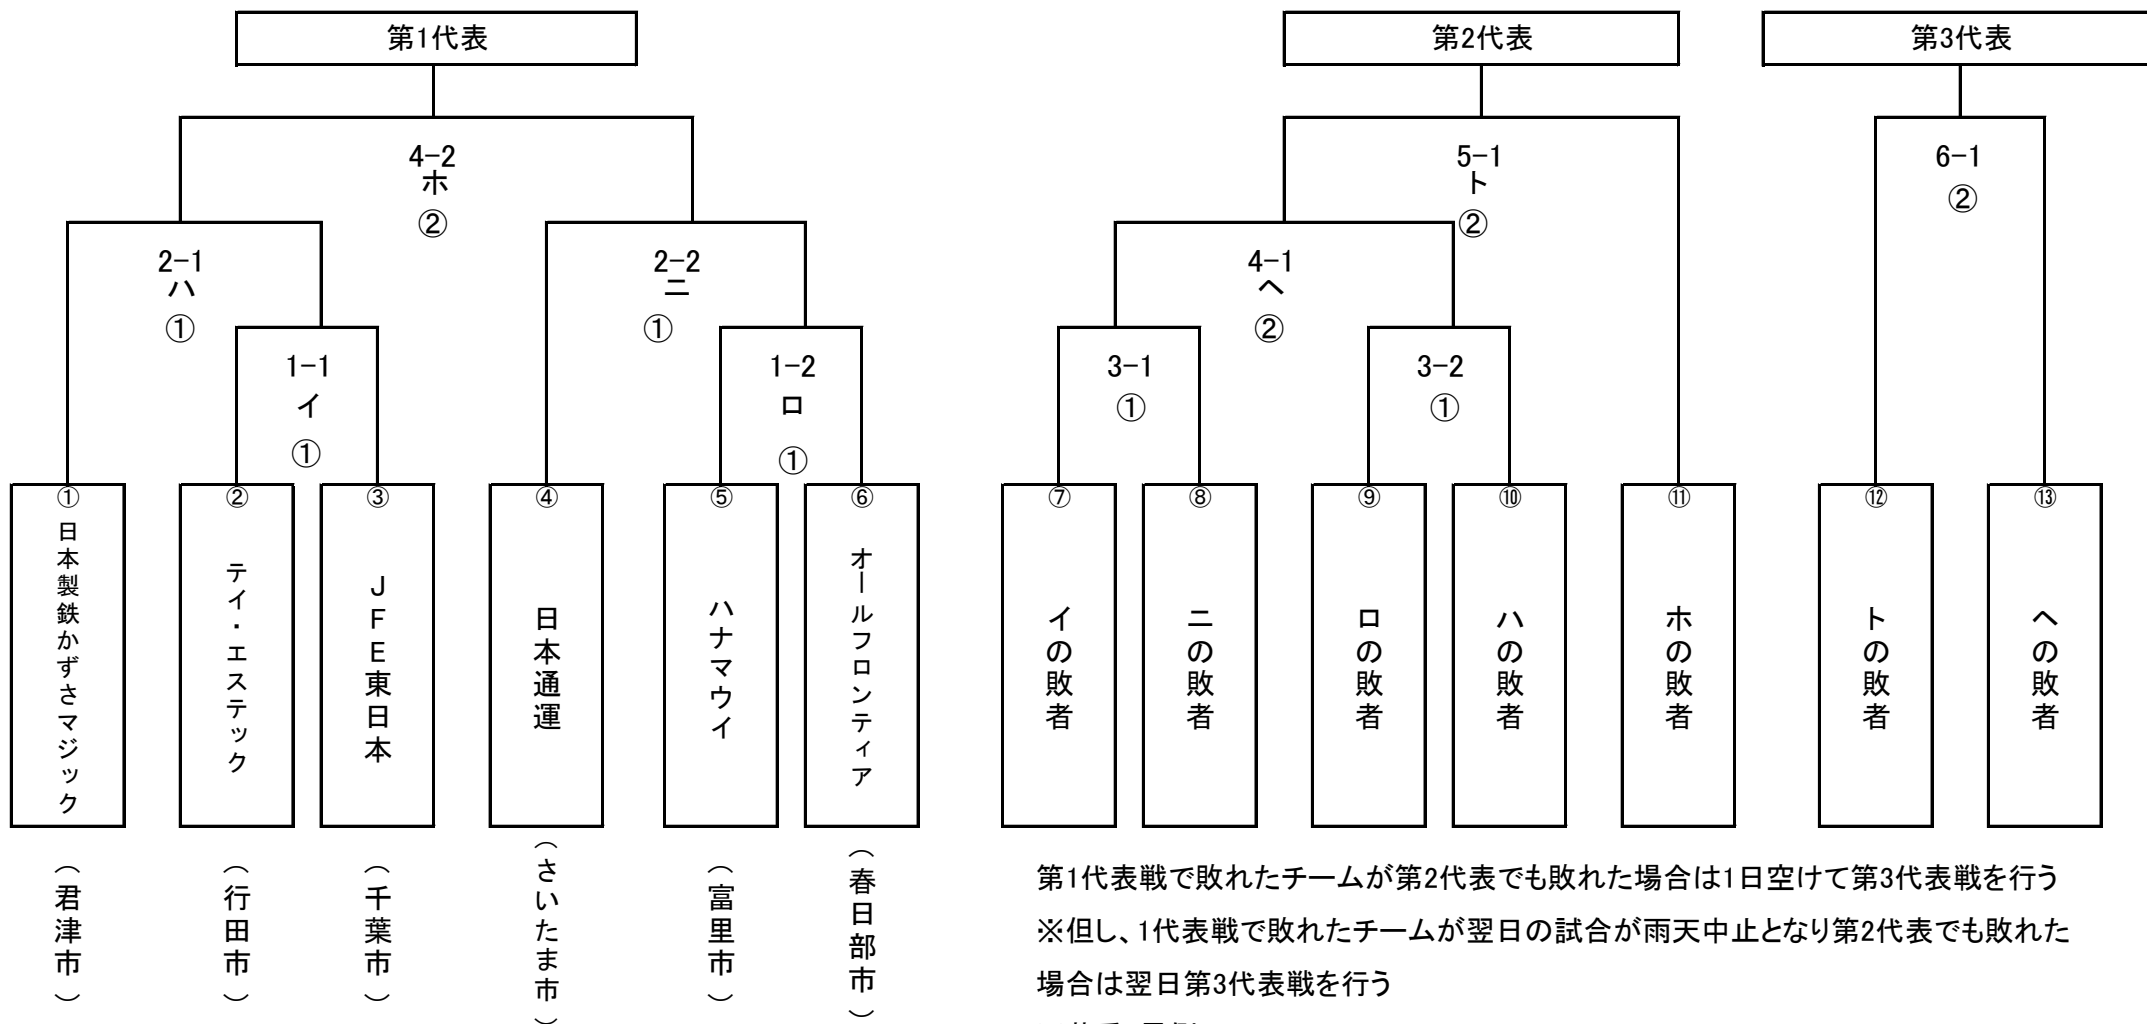 第1代表
第2代表
第3代表
4-2
ホ
②
5-1
ト
②
6-1
②
2-1
ハ
①
2-2
ニ
①
4-1
ヘ
②
1-1
イ
①
1-2
ロ
①
3-1
①
3-2
①
①
日本製鉄かずさマジック
（君津市）
②
テイ・エステック
（行田市）
③
JFE東日本
（千葉市）
④
日本通運
（さいたま市）
⑤
ハナマウイ
（富里市）
⑥
オールフロンティア
（春日部市）
⑦
イの敗者
⑧
ニの敗者
⑨
ロの敗者
⑩
ハの敗者
⑪
ホの敗者
⑫
トの敗者
⑬
ヘの敗者
第1代表戦で敗れたチームが第2代表でも敗れた場合は1日空けて第3代表戦を行う
※但し、1代表戦で敗れたチームが翌日の試合が雨天中止となり第2代表でも敗れた
場合は翌日第3代表戦を行う